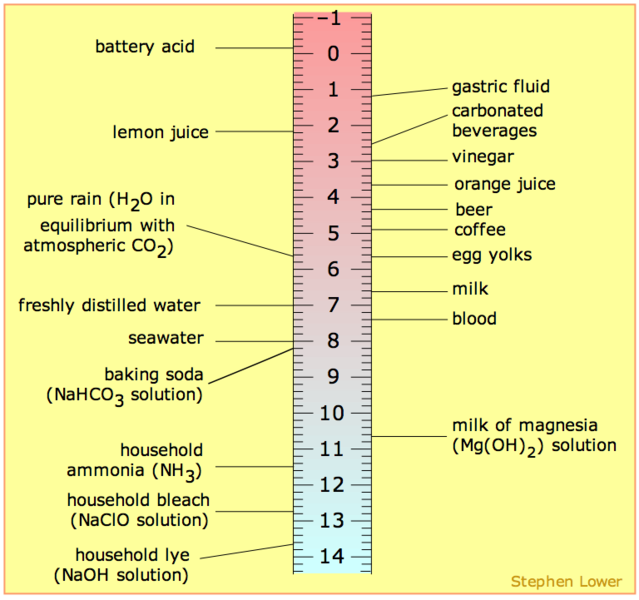 battery acid
lemon juice
pure rain (H₂O in
equilibrium with
atmospheric CO₂)
freshly distilled water
seawater
baking soda
(NaHCO₃ solution)
household
ammonia (NH₃)
household bleach
(NaClO solution)
household lye
(NaOH solution)
–1
0
1
2
3
4
5
6
7
8
9
10
11
12
13
14
gastric fluid
carbonated
beverages
vinegar
orange juice
beer
coffee
egg yolks
milk
blood
milk of magnesia
(Mg(OH)₂) solution
Stephen Lower